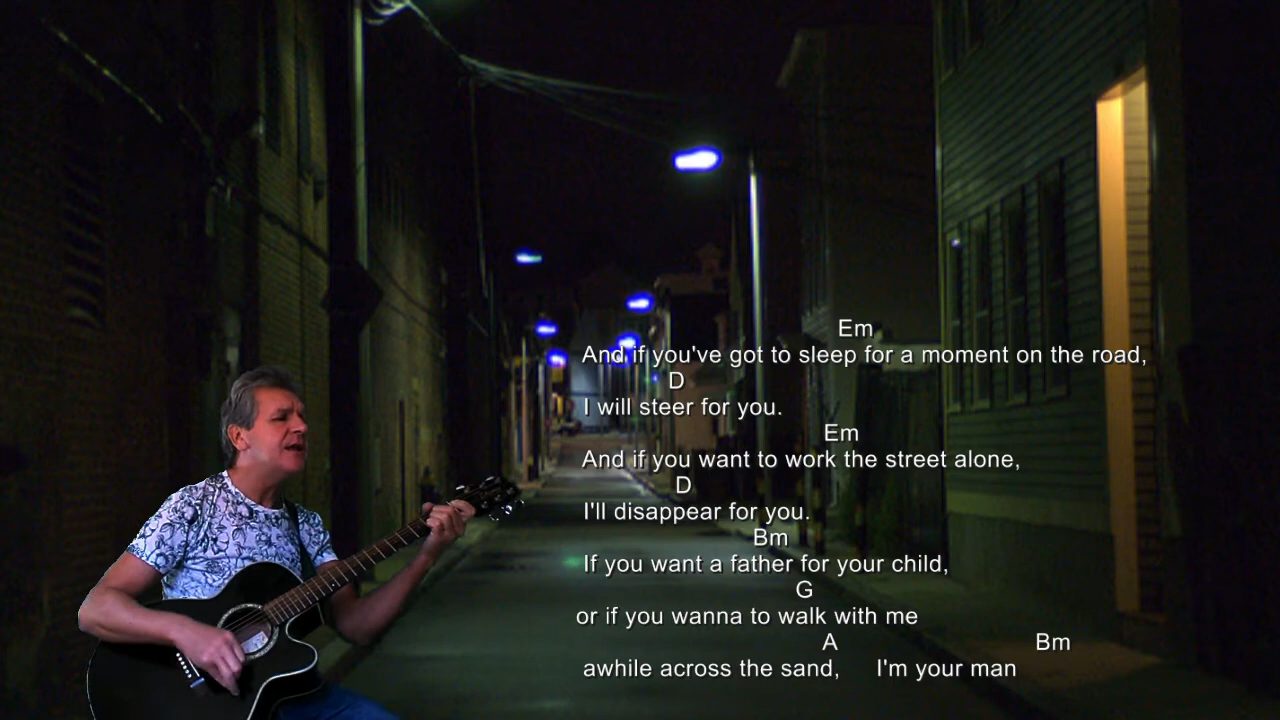 Em
And if you've got to sleep for a moment on the road,
D
I will steer for you.
Em
And if you want to work the street alone,
D
I'll disappear for you.
Bm
If you want a father for your child,
G
or if you wanna to walk with me
A Bm
awhile across the sand, I'm your man